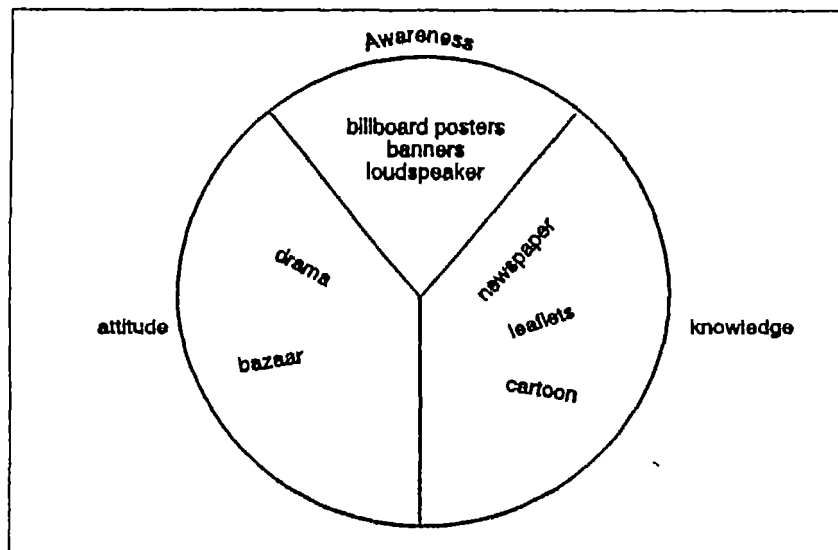 Awareness
billboard posters
banners
loudspeaker
drama
newspaper
leaflets
attitude
knowledge
bazaar
cartoon